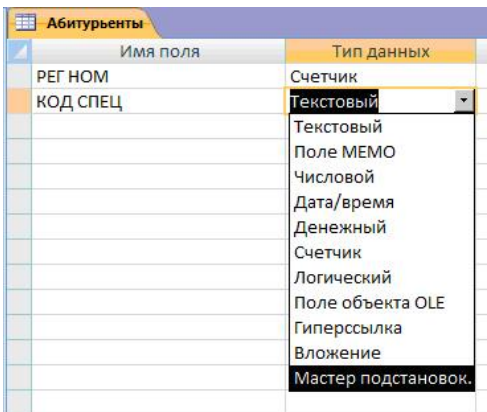 Абитурьенты
Имя поля Тип данных
РЕГ НОМ Счетчик
КОД СПЕЦ Текстовый
Текстовый
Поле МЕМО
Числовой
Дата/время
Денежный
Счетчик
Логический
Поле объекта OLE
Гиперссылка
Вложение
Мастер подстановок.